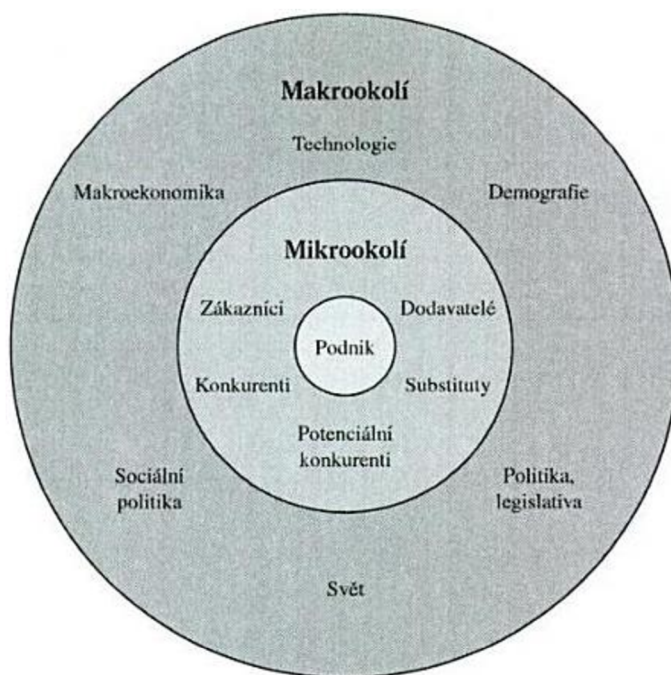 Makrookolí
Technologie
Makroekonomika
Demografie
Mikrookolí
Zákazníci
Dodavatelé
Podnik
Konkurenti
Substituty
Potenciální
konkurenti
Sociální
politika
Politika,
legislativa
Svět